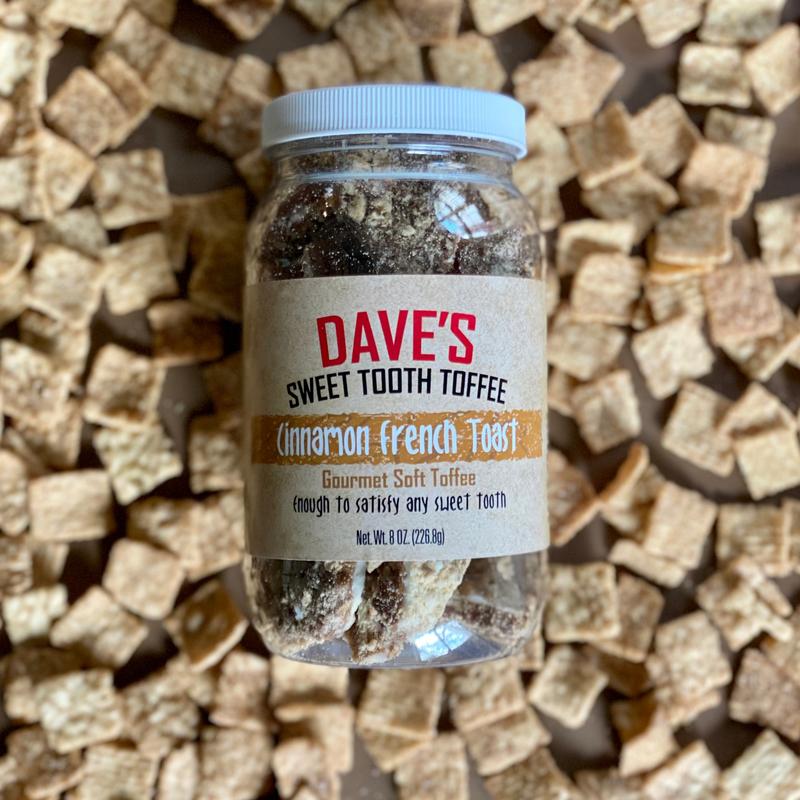 DAVE'S
SWEET TOOTH TOFFEE
Cinnamon French Toast
Gourmet Soft Toffee
Enough to satisfy any sweet tooth
Net. Wt. 8 OZ. (226.8g)